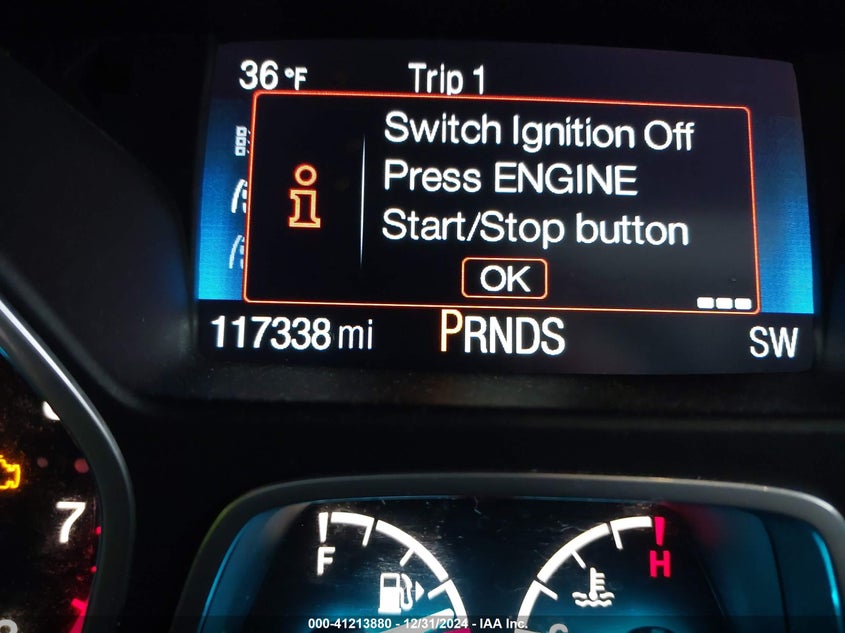 36 °F Trip 1
Switch Ignition Off
Press ENGINE
Start/Stop button
OK
117338 mi PRNDS SW
7
F H
000-41213880 - 12/31/2024 - IAA Inc.